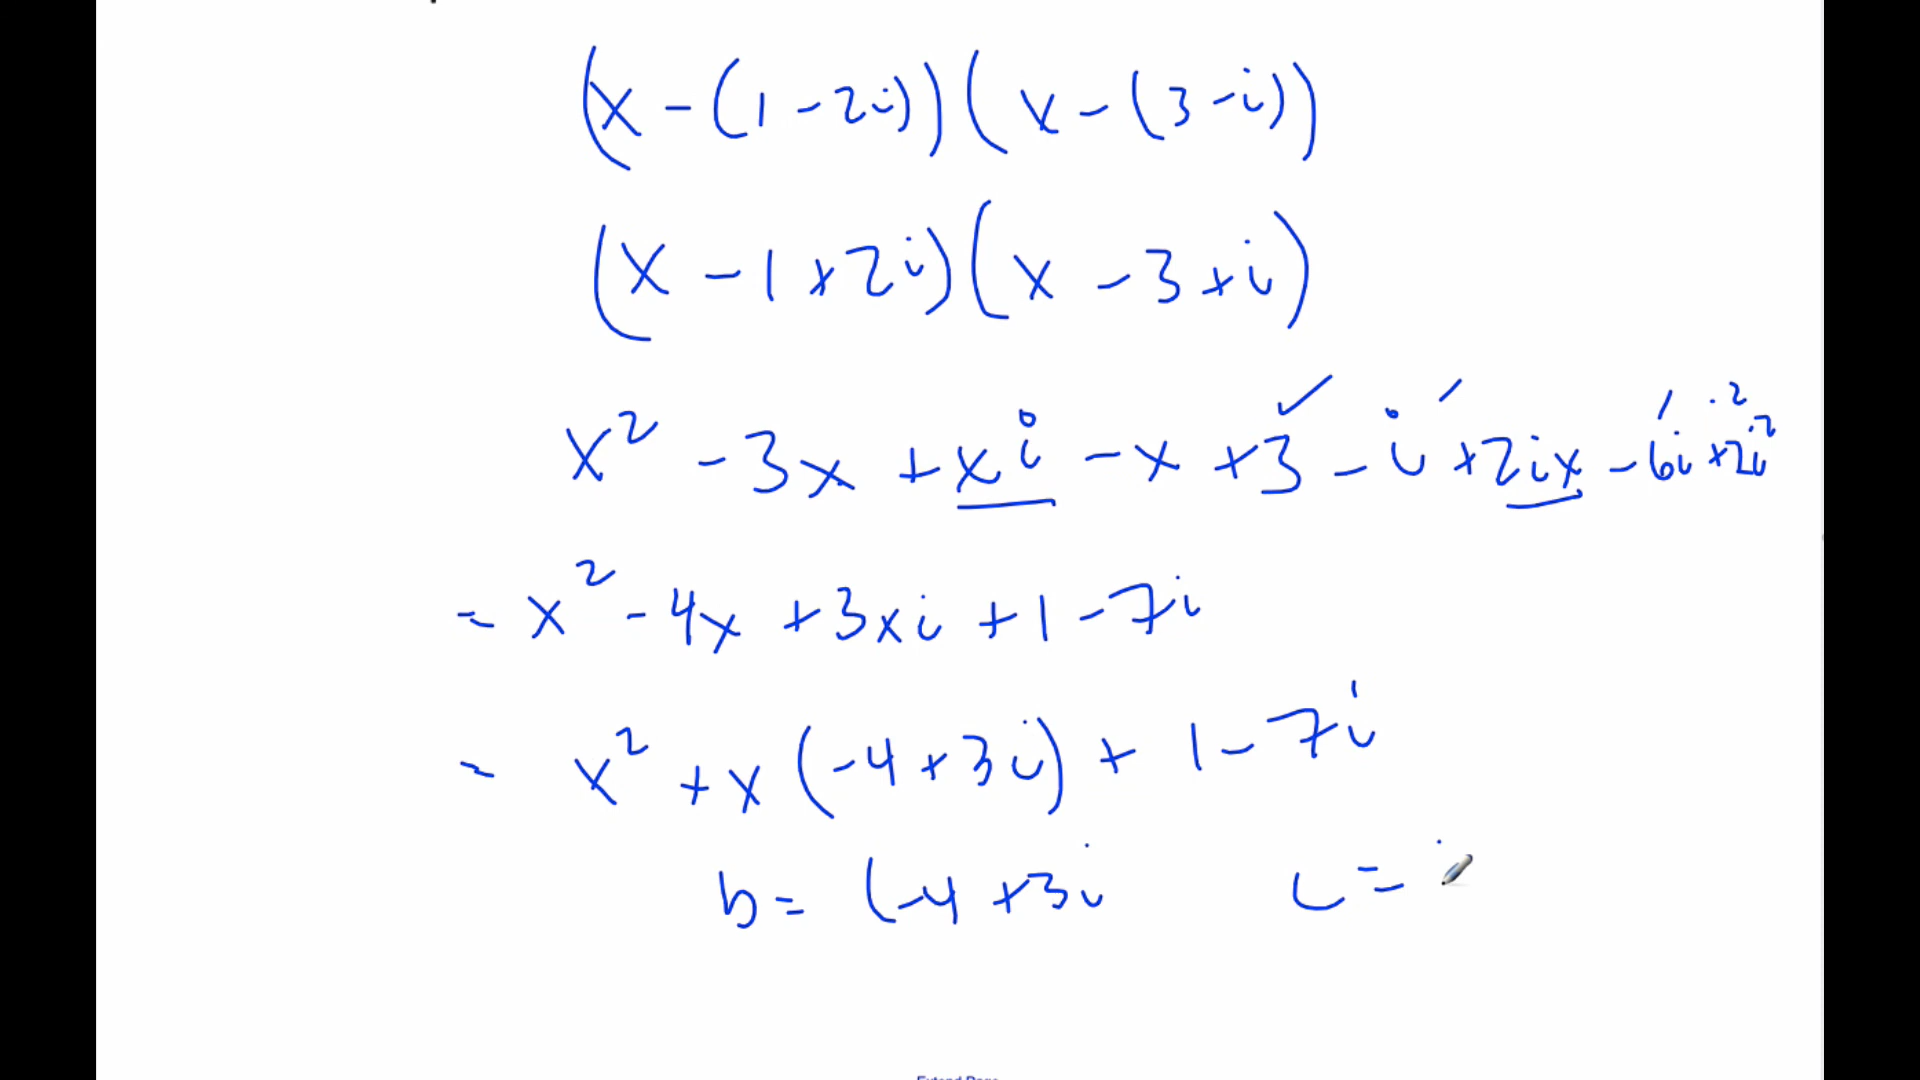 (x - (1 - 2i))(x - (3 - i))
(x - 1 + 2i)(x - 3 + i)
x² - 3x + xi - x + 3 - i + 2ix - 6i + 2i²
= x² - 4x + 3xi + 1 - 7i
= x² + x(-4 + 3i) + 1 - 7i
b = (-4 + 3i c =